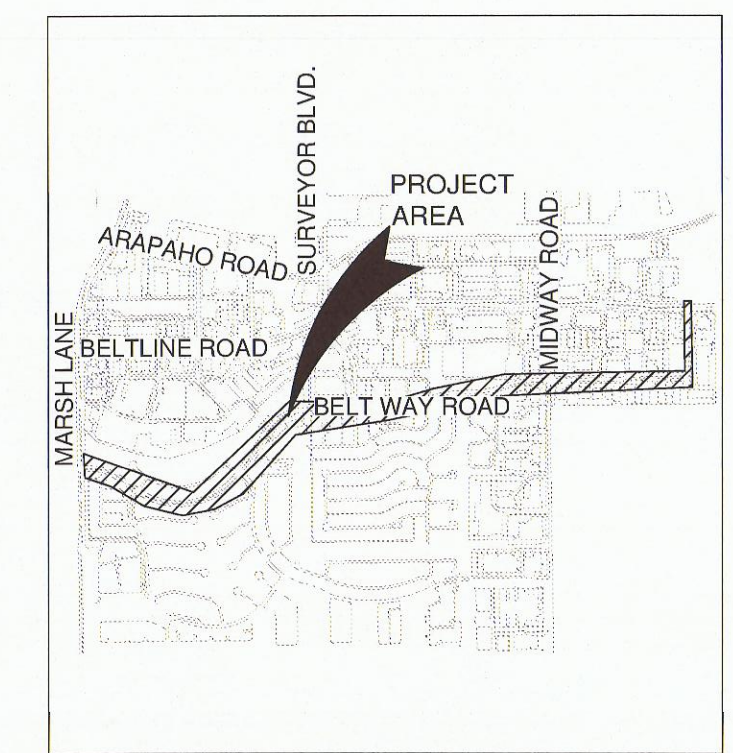 SURVEYOR BLVD.
PROJECT
AREA
ARAPAHO ROAD
MIDWAY ROAD
MARSH LANE
BELTLINE ROAD
BELT WAY ROAD